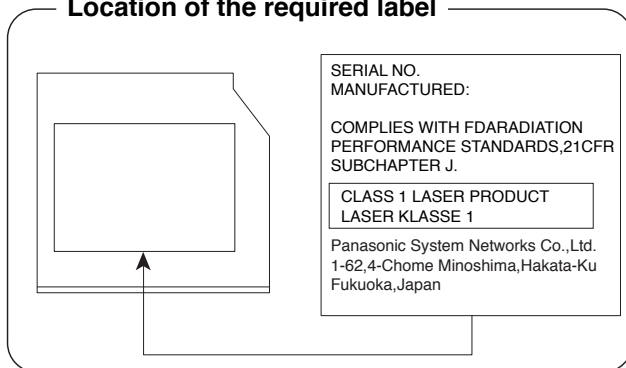 Location of the required label
SERIAL NO.
MANUFACTURED:
COMPLIES WITH FDARADIATION
PERFORMANCE STANDARDS,21CFR
SUBCHAPTER J.
CLASS 1 LASER PRODUCT
LASER KLASSE 1
Panasonic System Networks Co.,Ltd.
1-62,4-Chome Minoshima,Hakata-Ku
Fukuoka,Japan